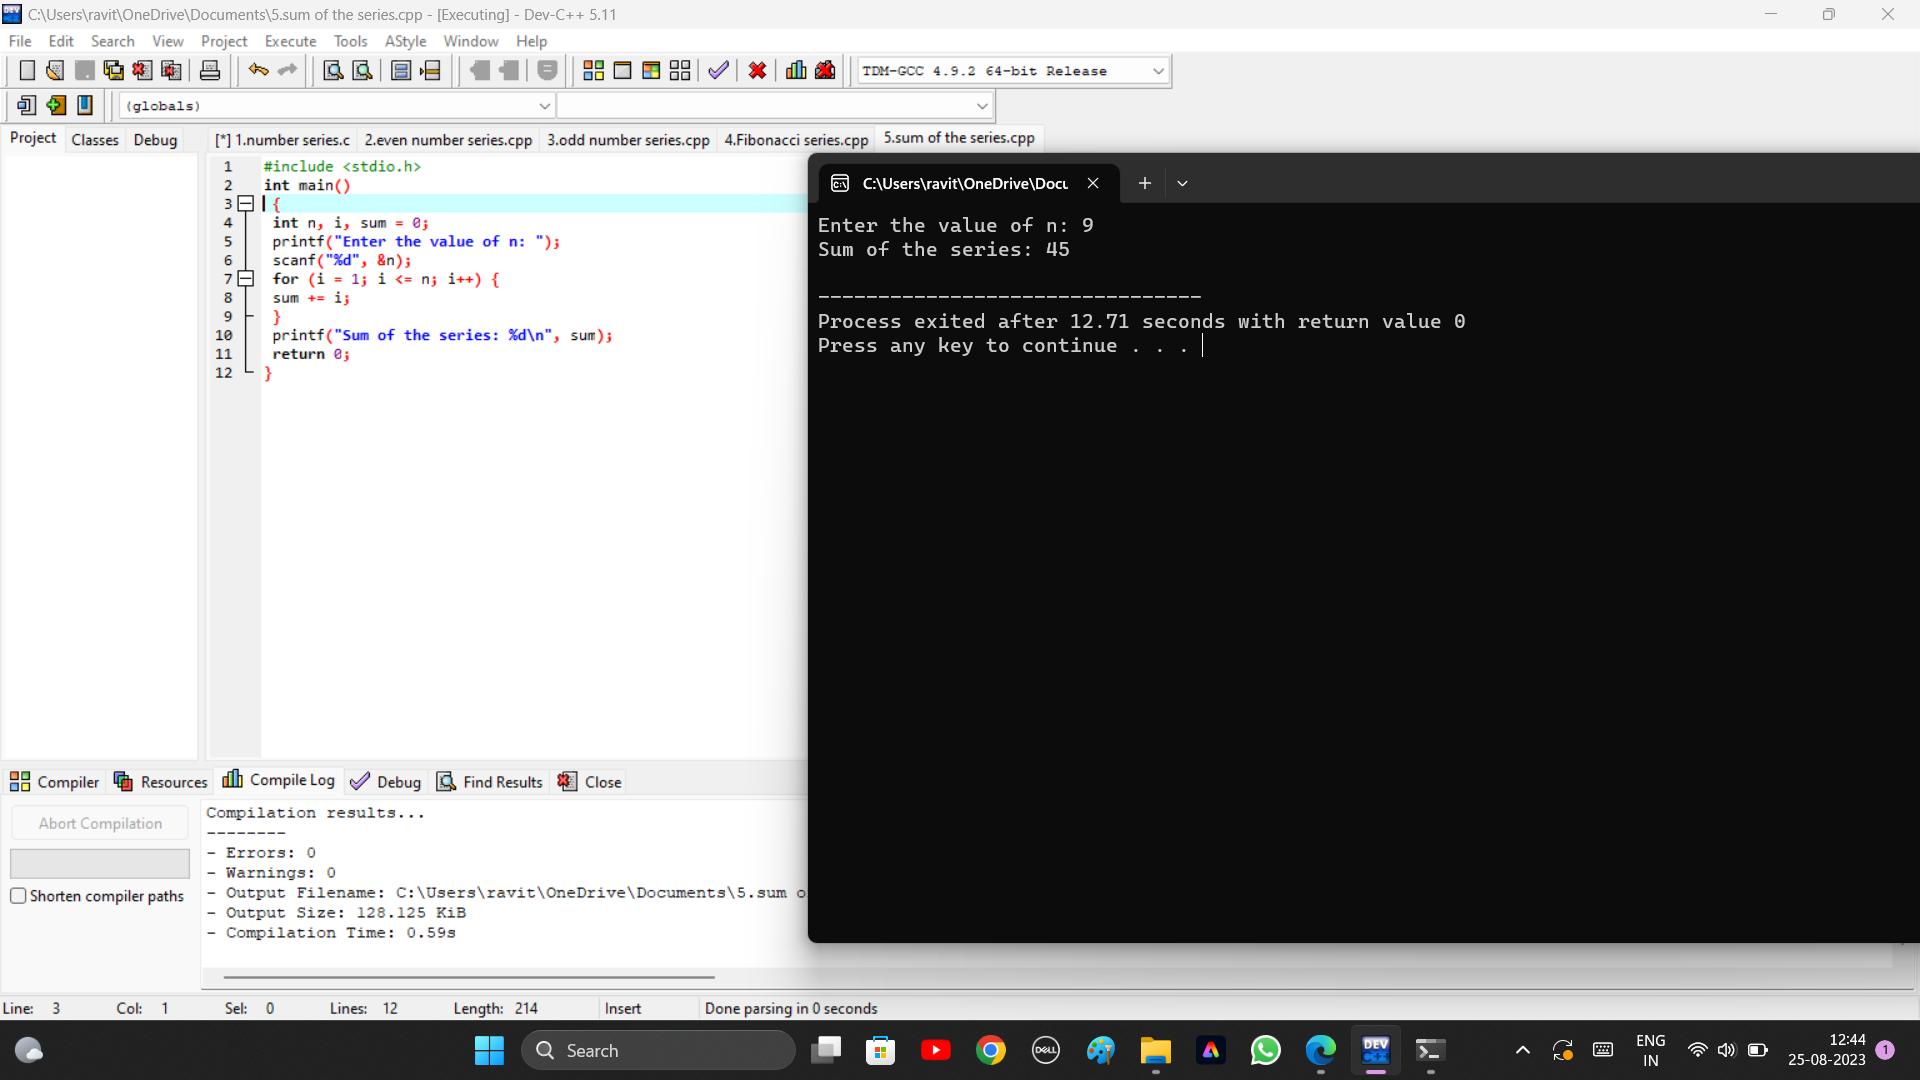 C:\Users\ravit\OneDrive\Documents\5.sum of the series.cpp - [Executing] - Dev-C++ 5.11
File Edit Search View Project Execute Tools AStyle Window Help
TDM-GCC 4.9.2 64-bit Release
(globals)
Project Classes Debug
[*] 1.number series.c 2.even number series.cpp 3.odd number series.cpp 4.Fibonacci series.cpp 5.sum of the series.cpp
1 #include <stdio.h>
2 int main()
3 {
4 int n, i, sum = 0;
5 printf("Enter the value of n: ");
6 scanf("%d", &n);
7 for (i = 1; i <= n; i++) {
8 sum += i;
9 }
10 printf("Sum of the series: %d\n", sum);
11 return 0;
12 }
C:\Users\ravit\OneDrive\Docu
Enter the value of n: 9
Sum of the series: 45
--------------------------------
Process exited after 12.71 seconds with return value 0
Press any key to continue . . .
Compiler Resources Compile Log Debug Find Results Close
Abort Compilation
Shorten compiler paths
Compilation results...
--------
- Errors: 0
- Warnings: 0
- Output Filename: C:\Users\ravit\OneDrive\Documents\5.sum o
- Output Size: 128.125 KiB
- Compilation Time: 0.59s
Line: 3 Col: 1 Sel: 0 Lines: 12 Length: 214 Insert Done parsing in 0 seconds
Search
DELL
DEV C++
ENG
IN
12:44
25-08-2023
1